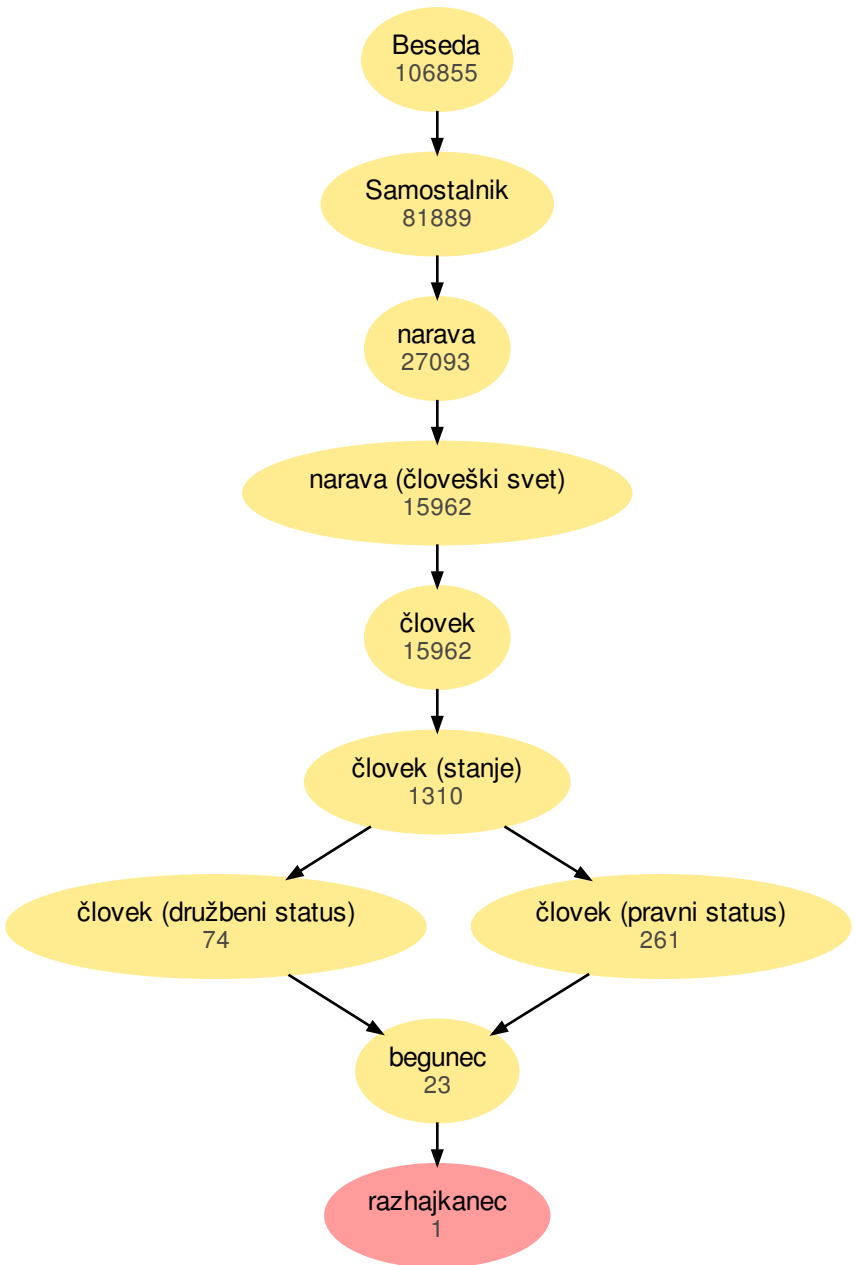 Beseda
106855
Samostalnik
81889
narava
27093
narava (človeški svet)
15962
človek
15962
človek (stanje)
1310
človek (družbeni status)
74
človek (pravni status)
261
begunec
23
razhajkanec
1